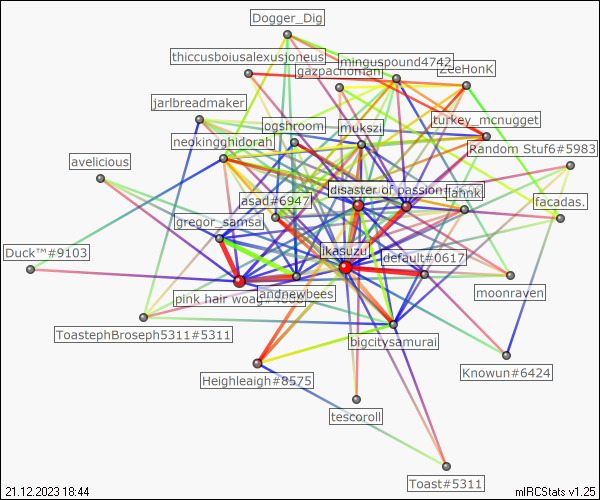 Dogger_Dig
thiccusboiusalexusjoneus
minguspound4742
gazpachoman
ZeeHonK
jarlbreadmaker
turkey_mcnugget
ogshroom
mukszi
neokingghidorah
Random Stuf6#5983
avelicious
disaster of passion
fahnk
asad#6947
facadas.
gregor_samsa
ikasuzu
Duck™#9103
default#0617
pink hair woag
andnewbees
moonraven
ToastephBroseph5311#5311
bigcitysamurai
Heighleigh#8575
Knowun#6424
tescoroll
Toast#5311
21.12.2023 18:44
mIRCStats v1.25